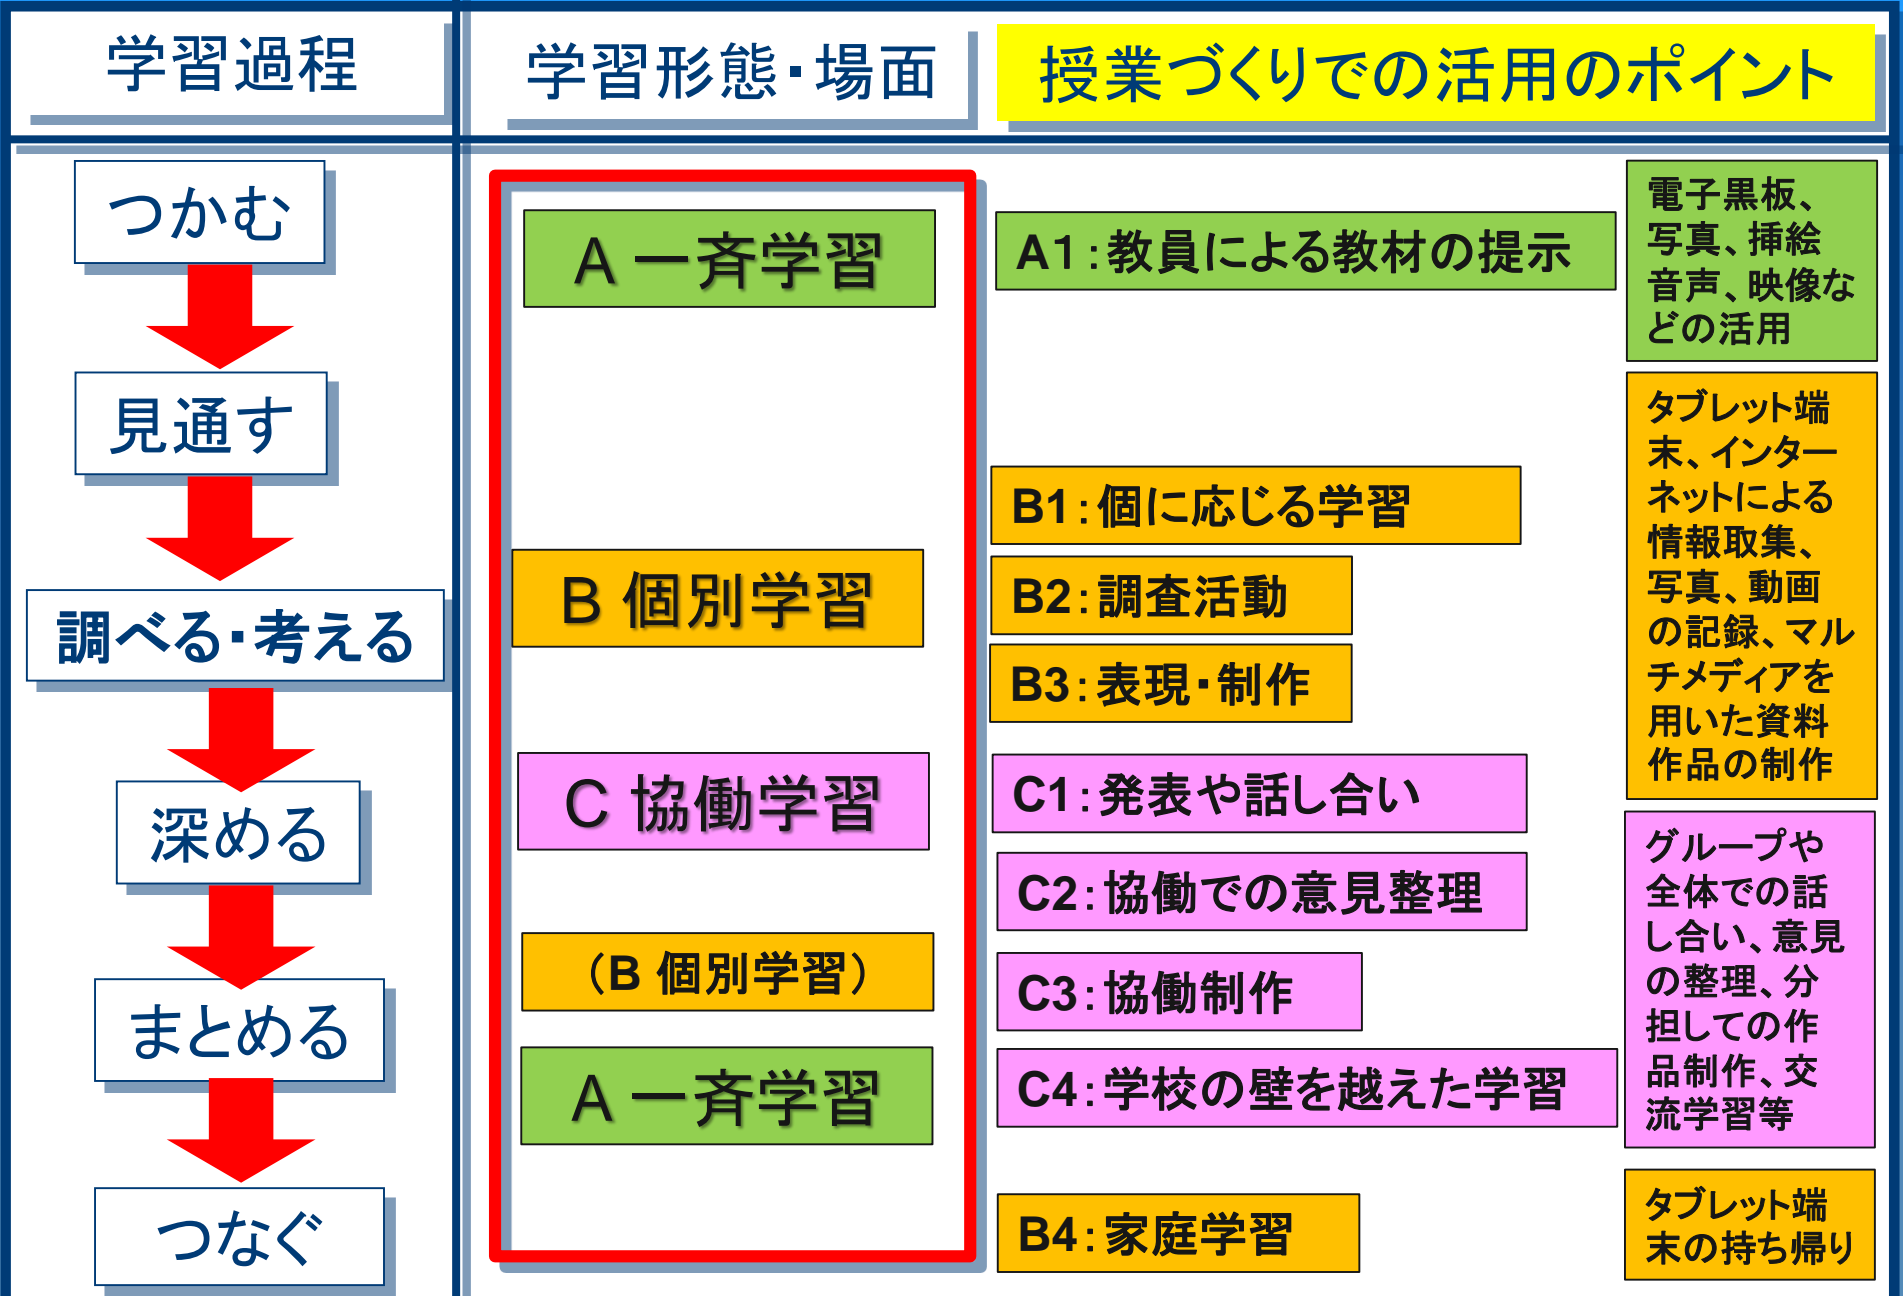 学習過程
学習形態・場面
授業づくりでの活用のポイント
つかむ
見通す
調べる・考える
深める
まとめる
つなぐ
A 一斉学習
B 個別学習
C 協働学習
（B 個別学習）
A 一斉学習
A1：教員による教材の提示
B1：個に応じる学習
B2：調査活動
B3：表現・制作
C1：発表や話し合い
C2：協働での意見整理
C3：協働制作
C4：学校の壁を越えた学習
B4：家庭学習
電子黒板、
写真、挿絵
音声、映像な
どの活用
タブレット端
末、インター
ネットによる
情報取集、
写真、動画
の記録、マル
チメディアを
用いた資料
作品の制作
グループや
全体での話
し合い、意見
の整理、分
担しての作
品制作、交
流学習等
タブレット端
末の持ち帰り